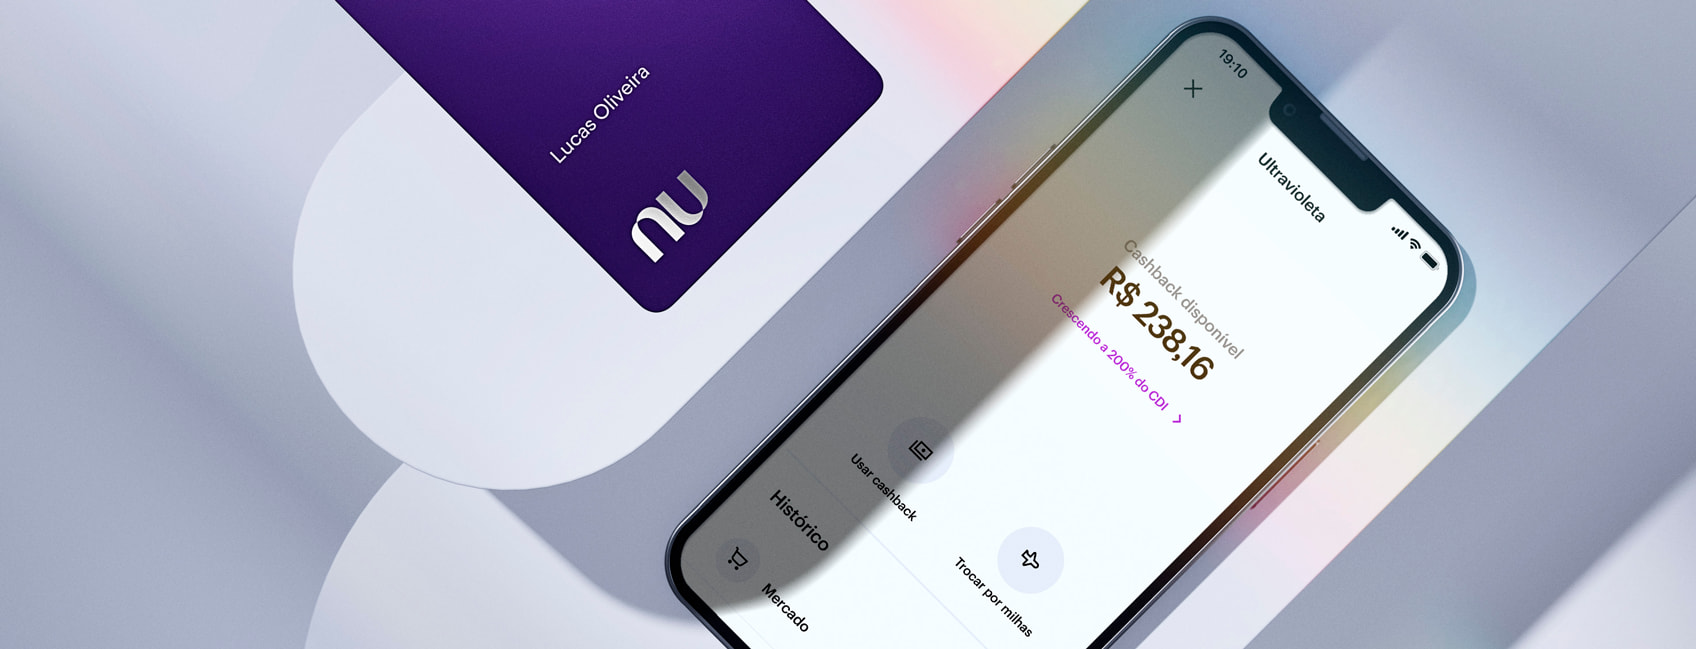 Lucas Oliveira
nu
19:10
Ultravioleta
Cashback disponível
R$ 238,16
Crescendo a 200% do CDI
Usar cashback
Trocar por milhas
Histórico
Mercado